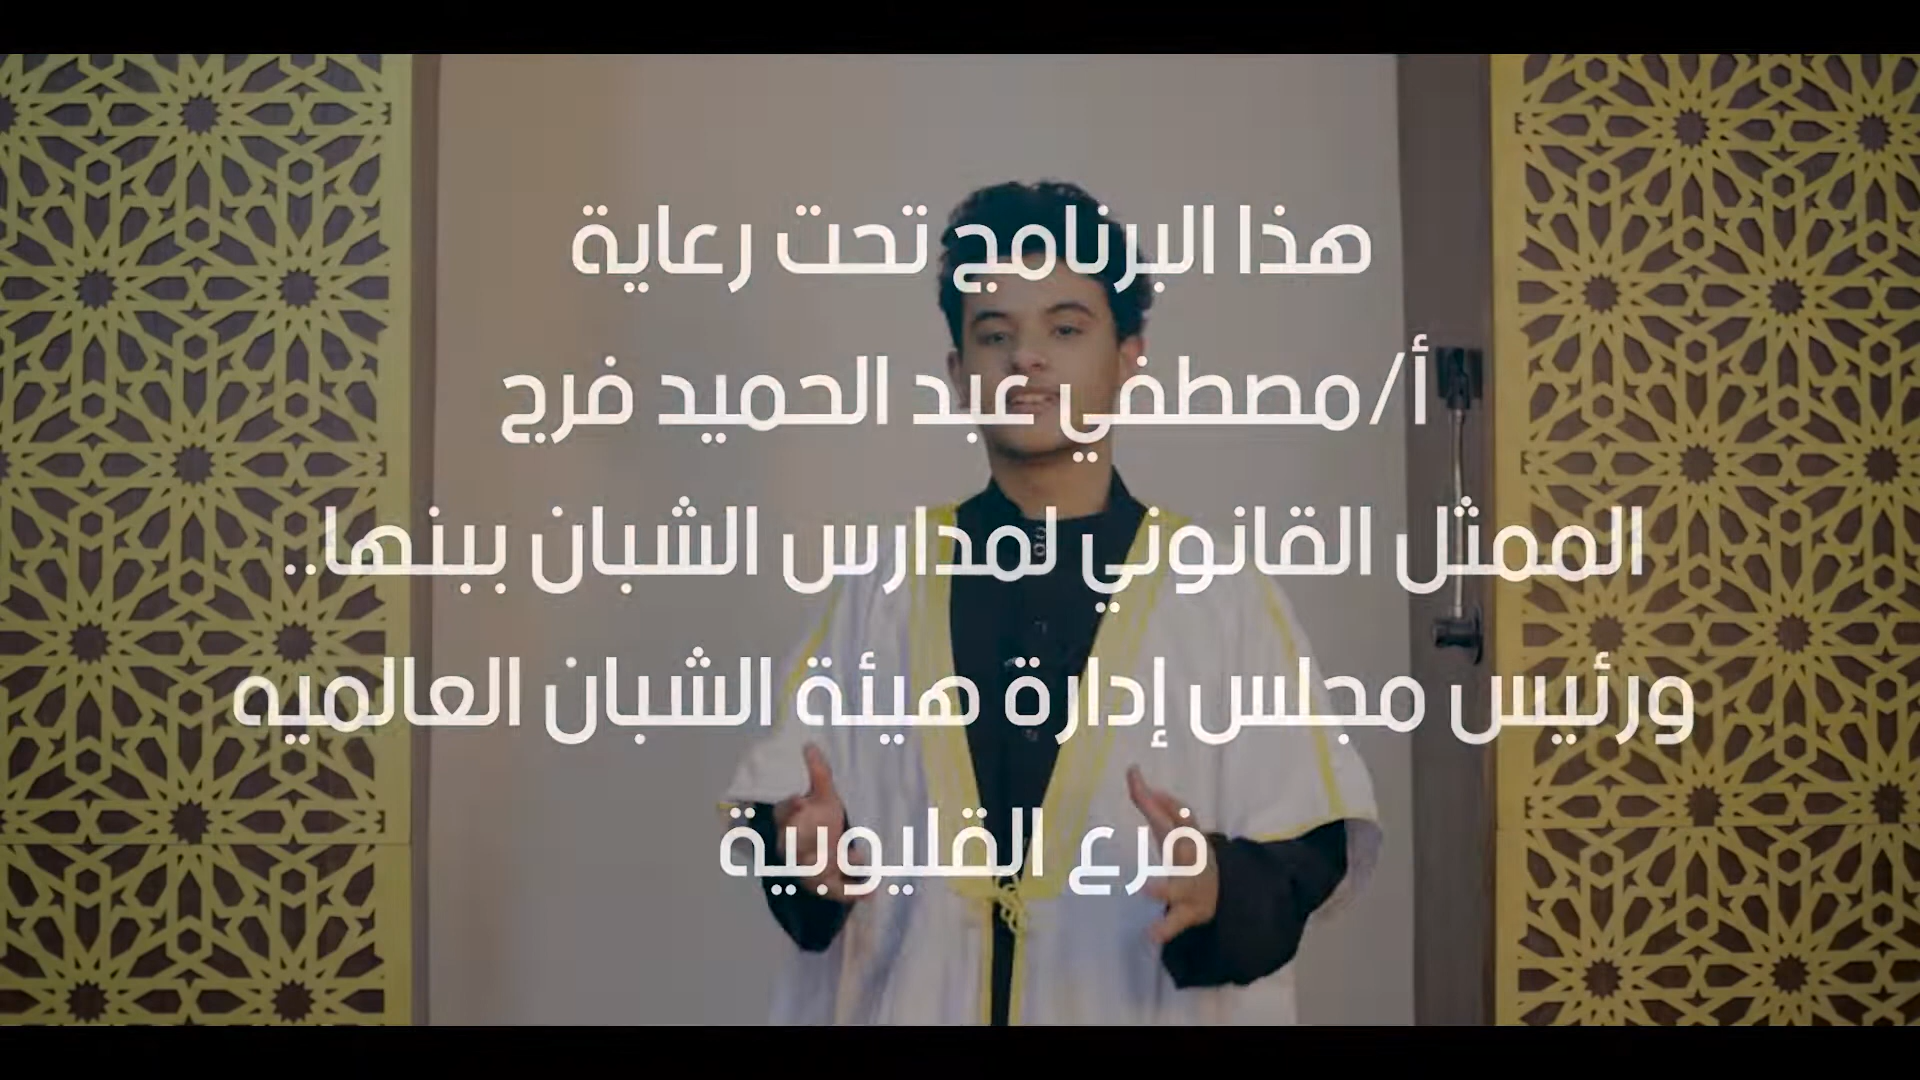 هذا البرنامج تحت رعاية
أ/مصطفي عبد الحميد فرج
الممثل القانوني لمدارس الشبان ببنها..
ورئيس مجلس إدارة هيئة الشبان العالميه
فرع القليوبية